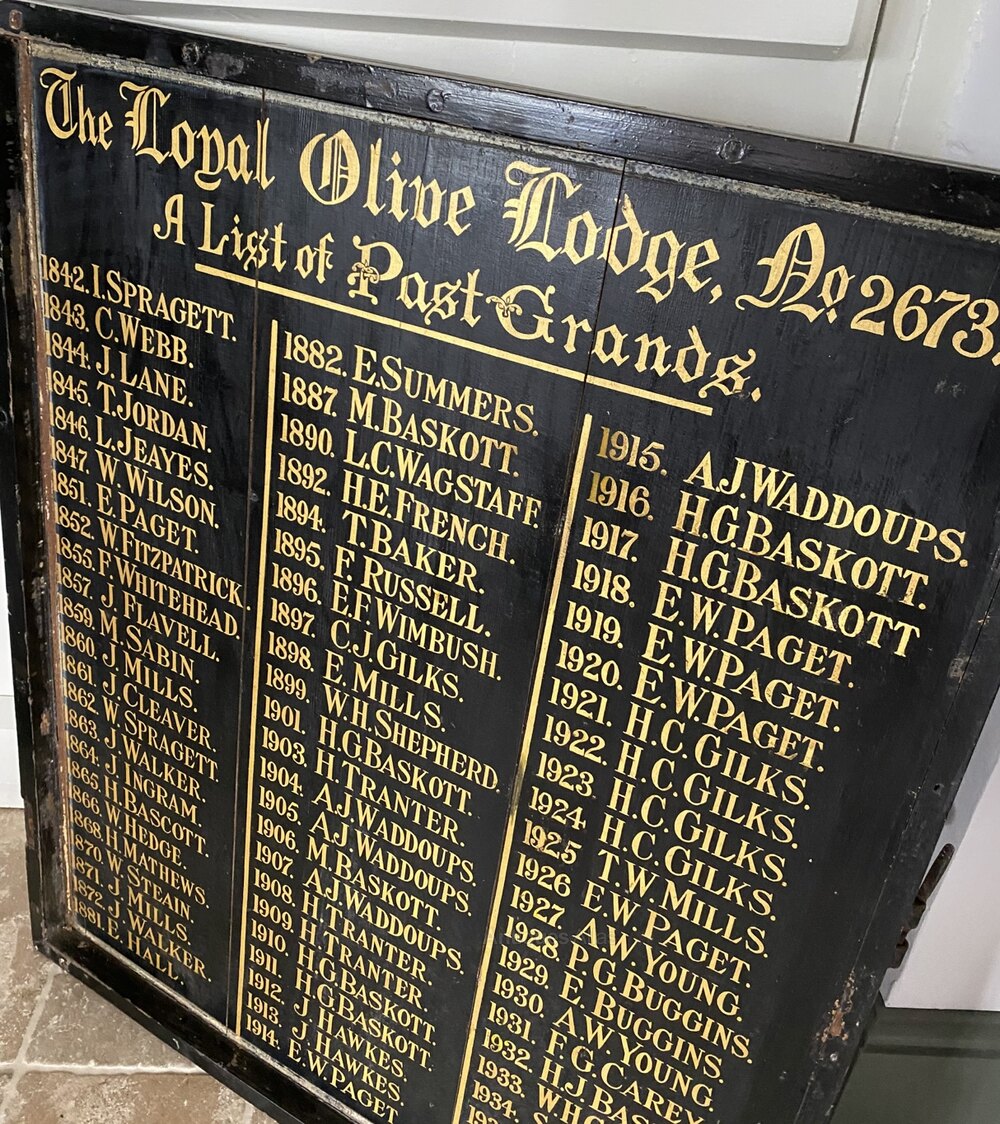 The Loyal Olive Lodge, No. 2673.
A List of Past Grands.
1842. I. SPRAGETT.
1843. C. WEBB.
1844. J. LANE.
1845. T. JORDAN.
1846. L. JEAYES.
1847. W. WILSON.
1851. E. PAGET.
1852. W. FITZPATRICK.
1855. F. WHITEHEAD.
1857. J. FLAVELL.
1859. M. SABIN.
1860. J. MILLS.
1861. J. CLEAVER.
1862. W. SPRAGETT.
1863. J. WALKER.
1864. J. INGRAM.
1865. H. BASCOTT.
1866. W. HEDGE.
1868. H. MATHEWS.
1870. W. STEAIN.
1871. J. MILLS.
1872. J. WALKER.
1881. E. HALL.
1882. E. SUMMERS.
1887. M. BASKOTT.
1890. L.C. WAGSTAFF.
1892. H.E. FRENCH.
1894. T. BAKER.
1895. F RUSSELL.
1896. E.F. WIMBUSH.
1897. C.J. GILKS.
1898. E. MILLS.
1899. W.H. SHEPHERD.
1901. H.G. BASKOTT.
1903. H. TRANTER.
1904. A.J. WADDOUPS.
1905. A.J. WADDOUPS.
1906. M. BASKOTT.
1907. A.J. WADDOUPS.
1908. H. TRANTER.
1909. H. TRANTER.
1910. H.G. BASKOTT.
1911. H.G. BASKOTT.
1912. J. HAWKES.
1913. J. HAWKES.
1914. E.W. PAGET.
1915. A.J. WADDOUPS.
1916. H.G. BASKOTT.
1917. H.G. BASKOTT
1918. E.W. PAGET.
1919. E.W. PAGET.
1920. E.W. PAGET.
1921. H.C. GILKS.
1922. H.C. GILKS.
1923 H.C. GILKS.
1924. H.C. GILKS.
1925 T.W. MILLS.
1926 E.W. PAGET.
1927 A.W. YOUNG.
1928. P.G. BUGGINS.
1929. E. BUGGINS.
1930. A.W. YOUNG.
1931. F.G. CAREY.
1932. H.J. BAS
1933. W.H.
1934.